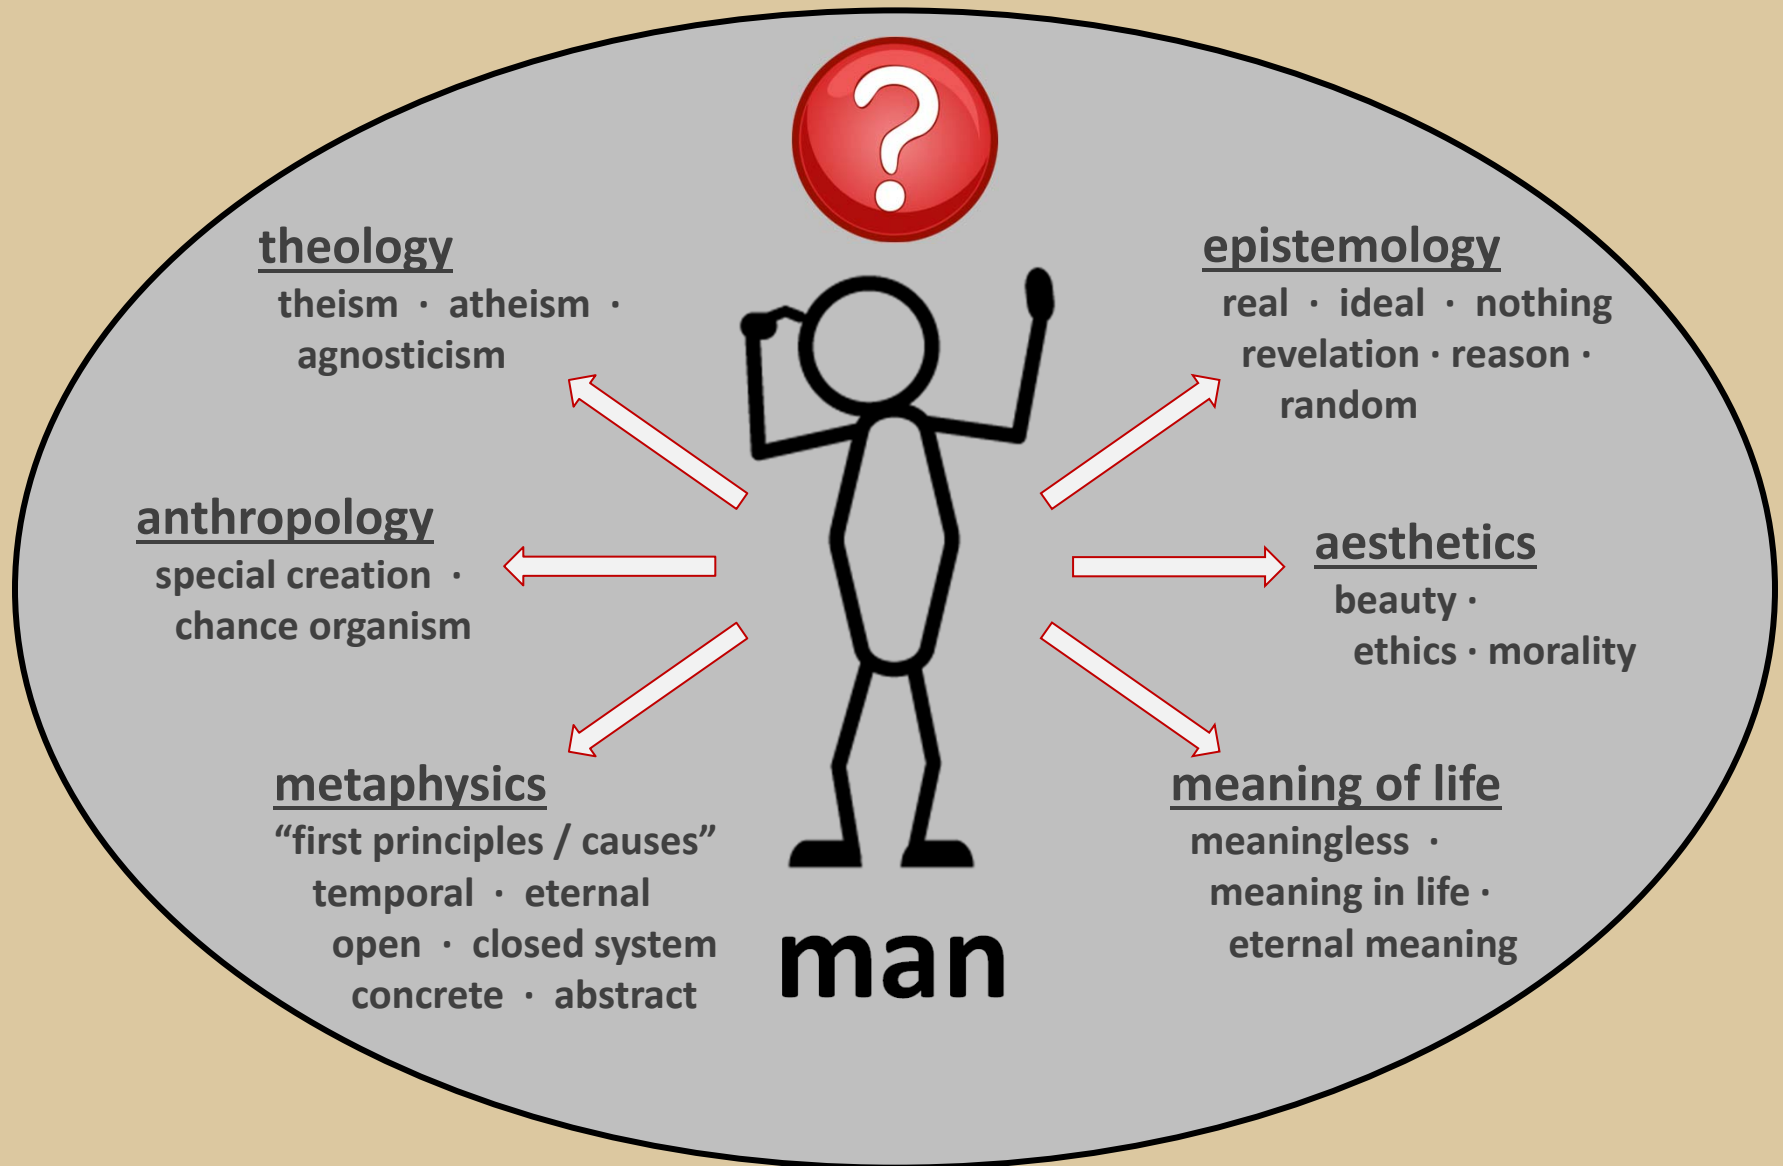 ?
theology
theism · atheism ·
agnosticism
anthropology
special creation ·
chance organism
metaphysics
“first principles / causes”
temporal · eternal
open · closed system
concrete · abstract
man
epistemology
real · ideal · nothing
revelation · reason ·
random
aesthetics
beauty ·
ethics · morality
meaning of life
meaningless ·
meaning in life ·
eternal meaning